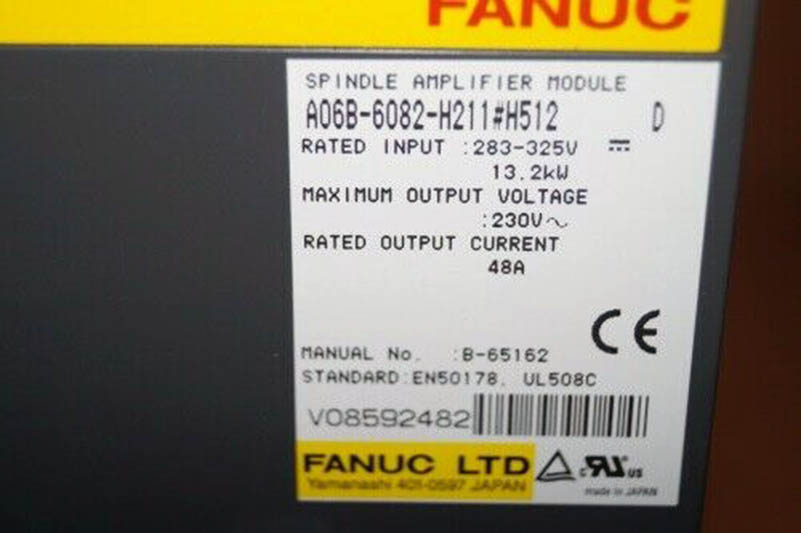 FANUC
SPINDLE AMPLIFIER MODULE
A06B-6082-H211#H512 D
RATED INPUT :283-325V ⎓
13.2kW
MAXIMUM OUTPUT VOLTAGE
:230V～
RATED OUTPUT CURRENT
48A
CE
MANUAL No. :B-65162
STANDARD:EN50178, UL508C
V08592482
FANUC LTD
Yamanashi 401-0597 JAPAN
c RU us
made in JAPAN